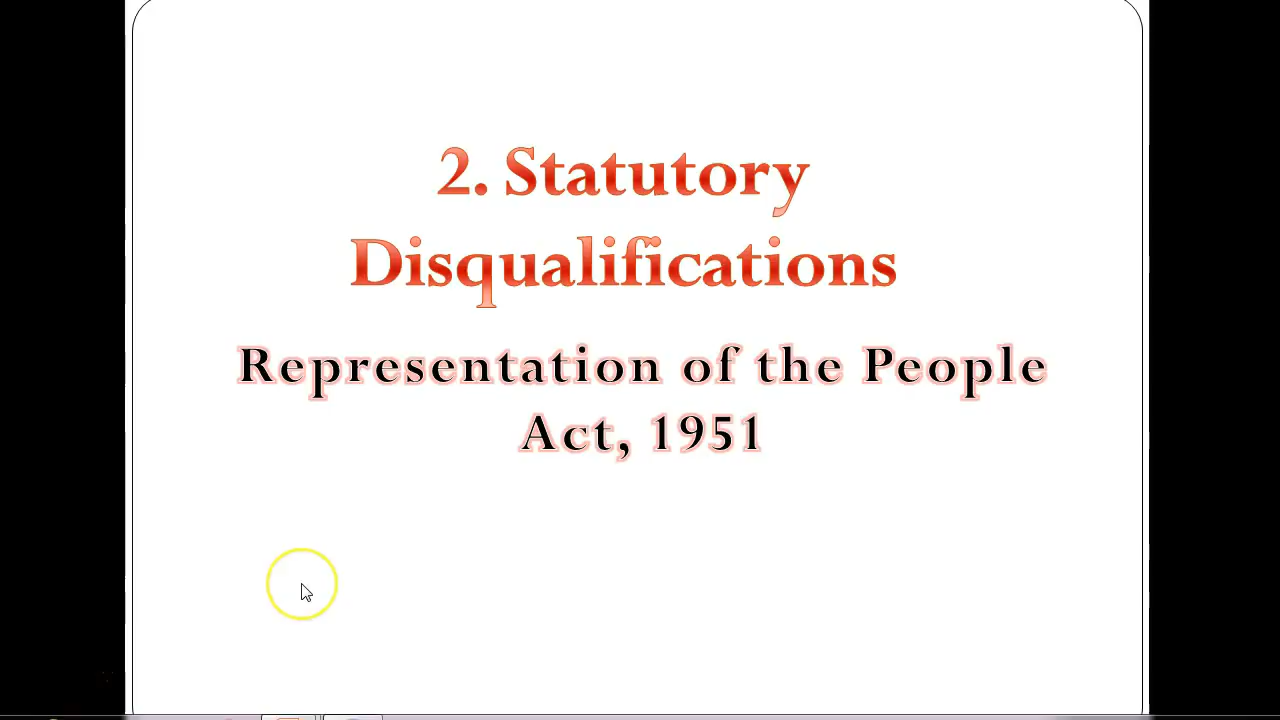 2. Statutory
Disqualifications
Representation of the People
Act, 1951